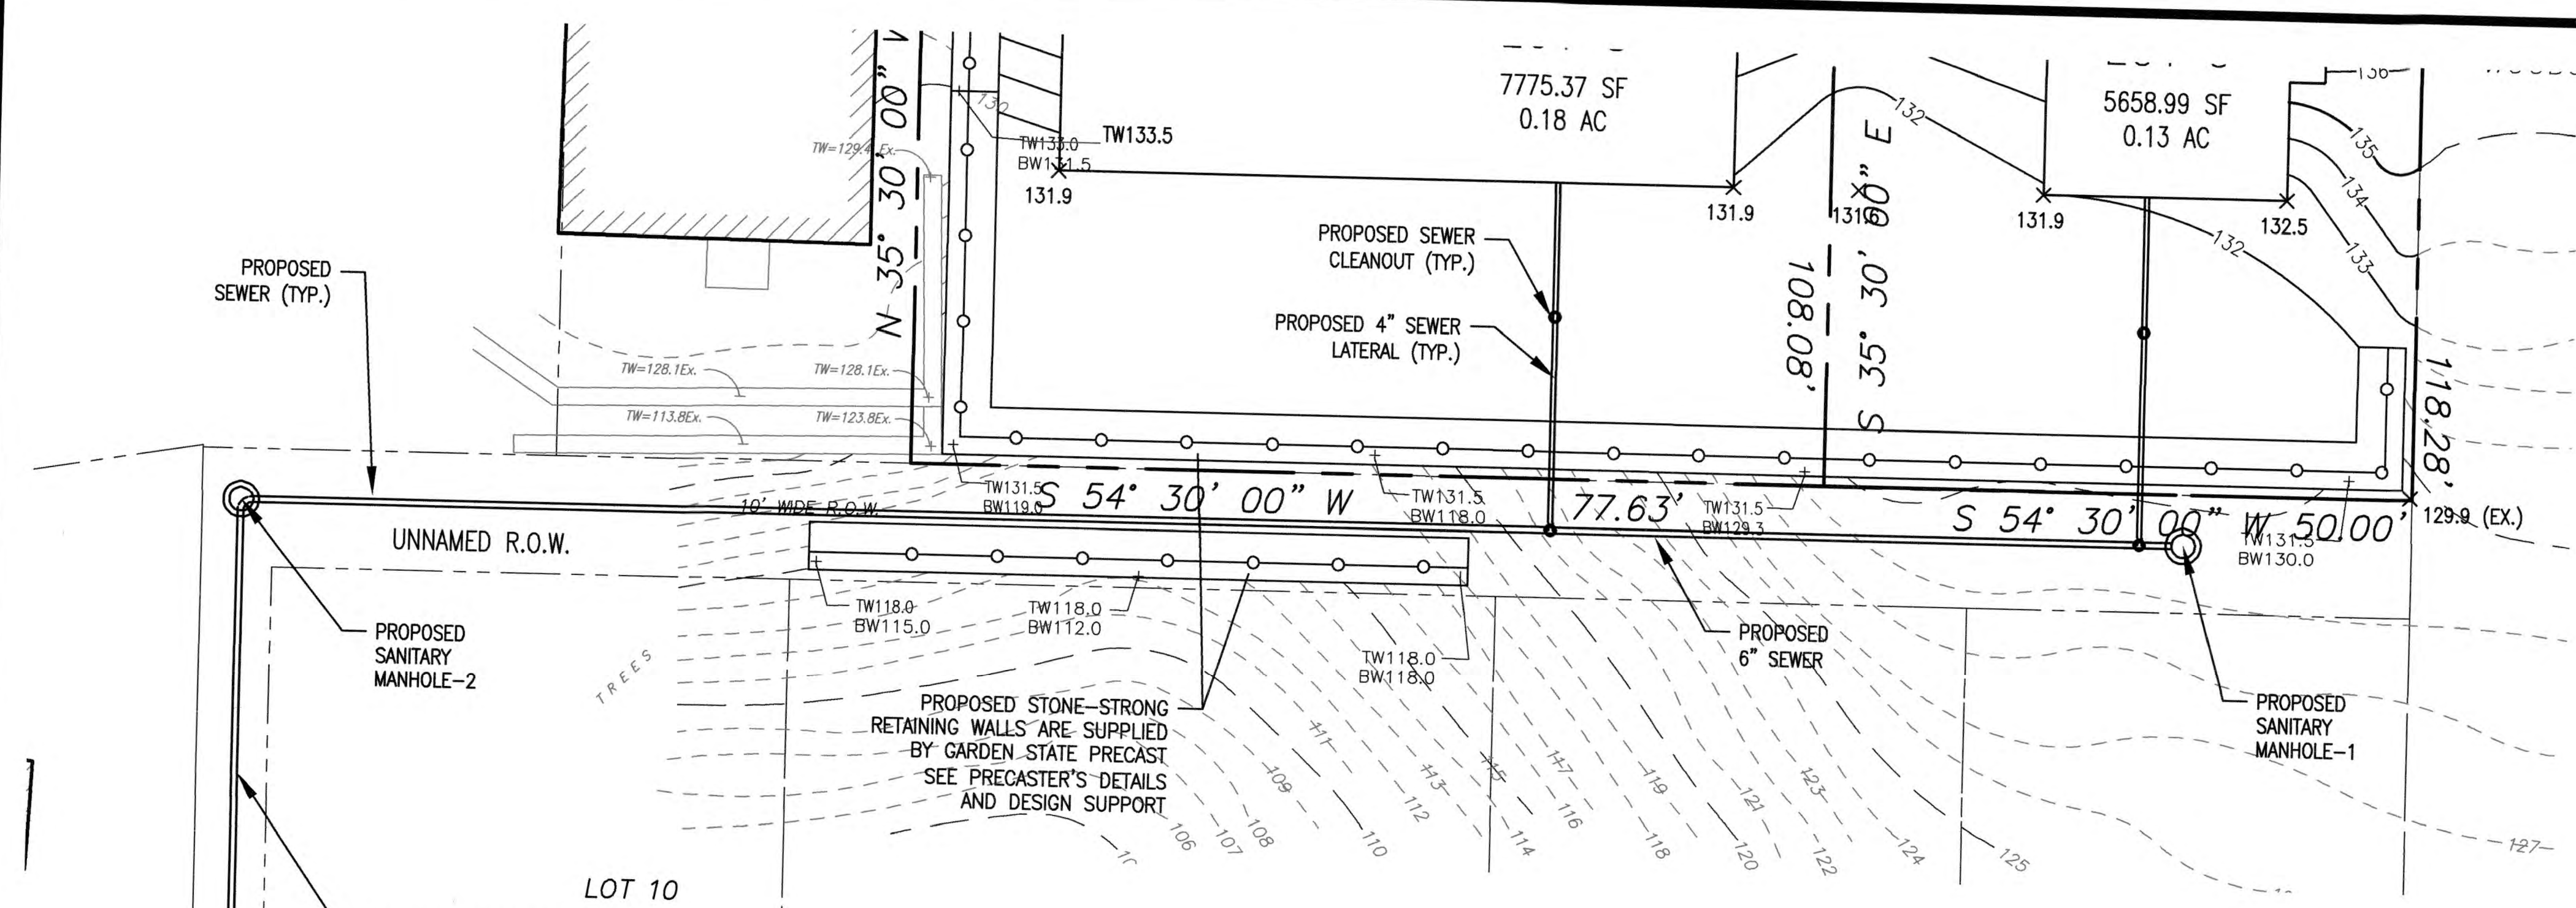 7775.37 SF
0.18 AC
5658.99 SF
0.13 AC
136
135
134
133
132
132
130
N 35° 30' 00"
TW=129.4 Ex.
TW133.0
BW131.5
TW133.5
131.9
131.9
131.6
131.9
132.5
S 35° 30' 00" E
108.08'
118.28'
PROPOSED SEWER
CLEANOUT (TYP.)
PROPOSED 4" SEWER
LATERAL (TYP.)
PROPOSED
SEWER (TYP.)
TW=128.1Ex.
TW=128.1Ex.
TW=113.8Ex.
TW=123.8Ex.
TW131.5
BW119.0
S 54° 30' 00" W
77.63'
TW131.5
BW118.0
TW131.5
BW129.3
S 54° 30' 00" W 50.00'
129.9 (EX.)
TW131.5
BW130.0
10' WIDE R.O.W.
UNNAMED R.O.W.
TW118.0
BW115.0
TW118.0
BW112.0
TW118.0
BW118.0
PROPOSED
SANITARY
MANHOLE-2
TREES
PROPOSED
6" SEWER
PROPOSED
SANITARY
MANHOLE-1
PROPOSED STONE-STRONG
RETAINING WALLS ARE SUPPLIED
BY GARDEN STATE PRECAST
SEE PRECASTER'S DETAILS
AND DESIGN SUPPORT
106
107
108
109
110
111
112
113
114
115
116
117
118
119
120
121
122
123
124
125
127
LOT 10